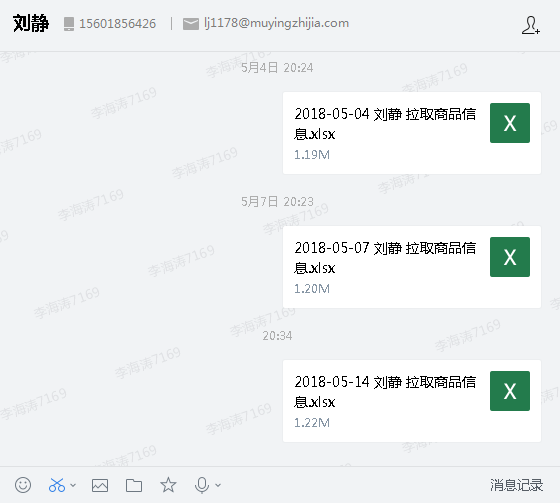 刘静 15601856426 | lj1178@muyingzhijia.com
5月4日 20:24
2018-05-04 刘静 拉取商品信
息.xlsx
1.19M
5月7日 20:23
2018-05-07 刘静 拉取商品信
息.xlsx
1.20M
20:34
2018-05-14 刘静 拉取商品信
息.xlsx
1.22M
消息记录
李海涛7169